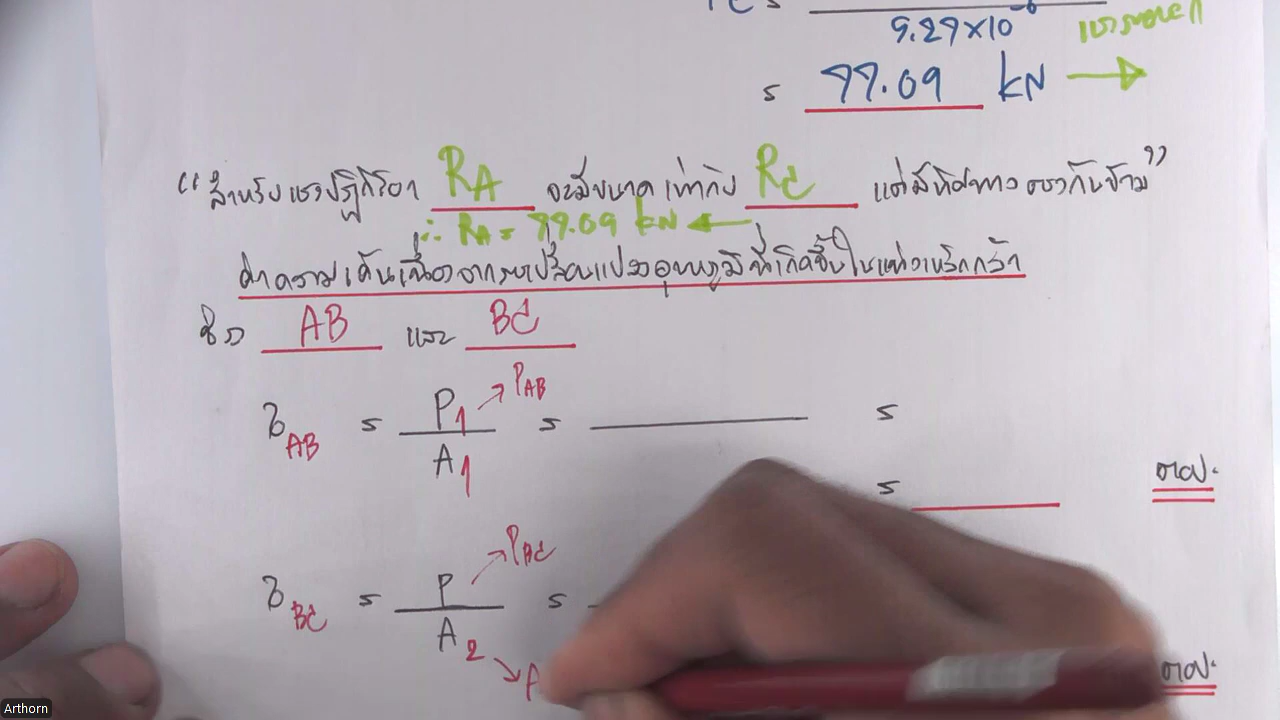 9.29×10⁻⁶
= 77.09 kN →
“สำหรับแรงปฏิกิริยา RA จะมีขนาดเท่ากับ RC แต่มีทิศทางตรงกันข้าม”
∴ RA = 77.09 kN ←
ค่าความเค้นเนื่องจากการเปลี่ยนแปลงอุณหภูมิที่เกิดขึ้นในแท่งเหล็กกล้า
ช่วง AB และ BC
P1 → PAB
AB = = =
A1
= ตอบ.
P → PBC
BC = =
A2 → A
ตอบ.
Arthorn